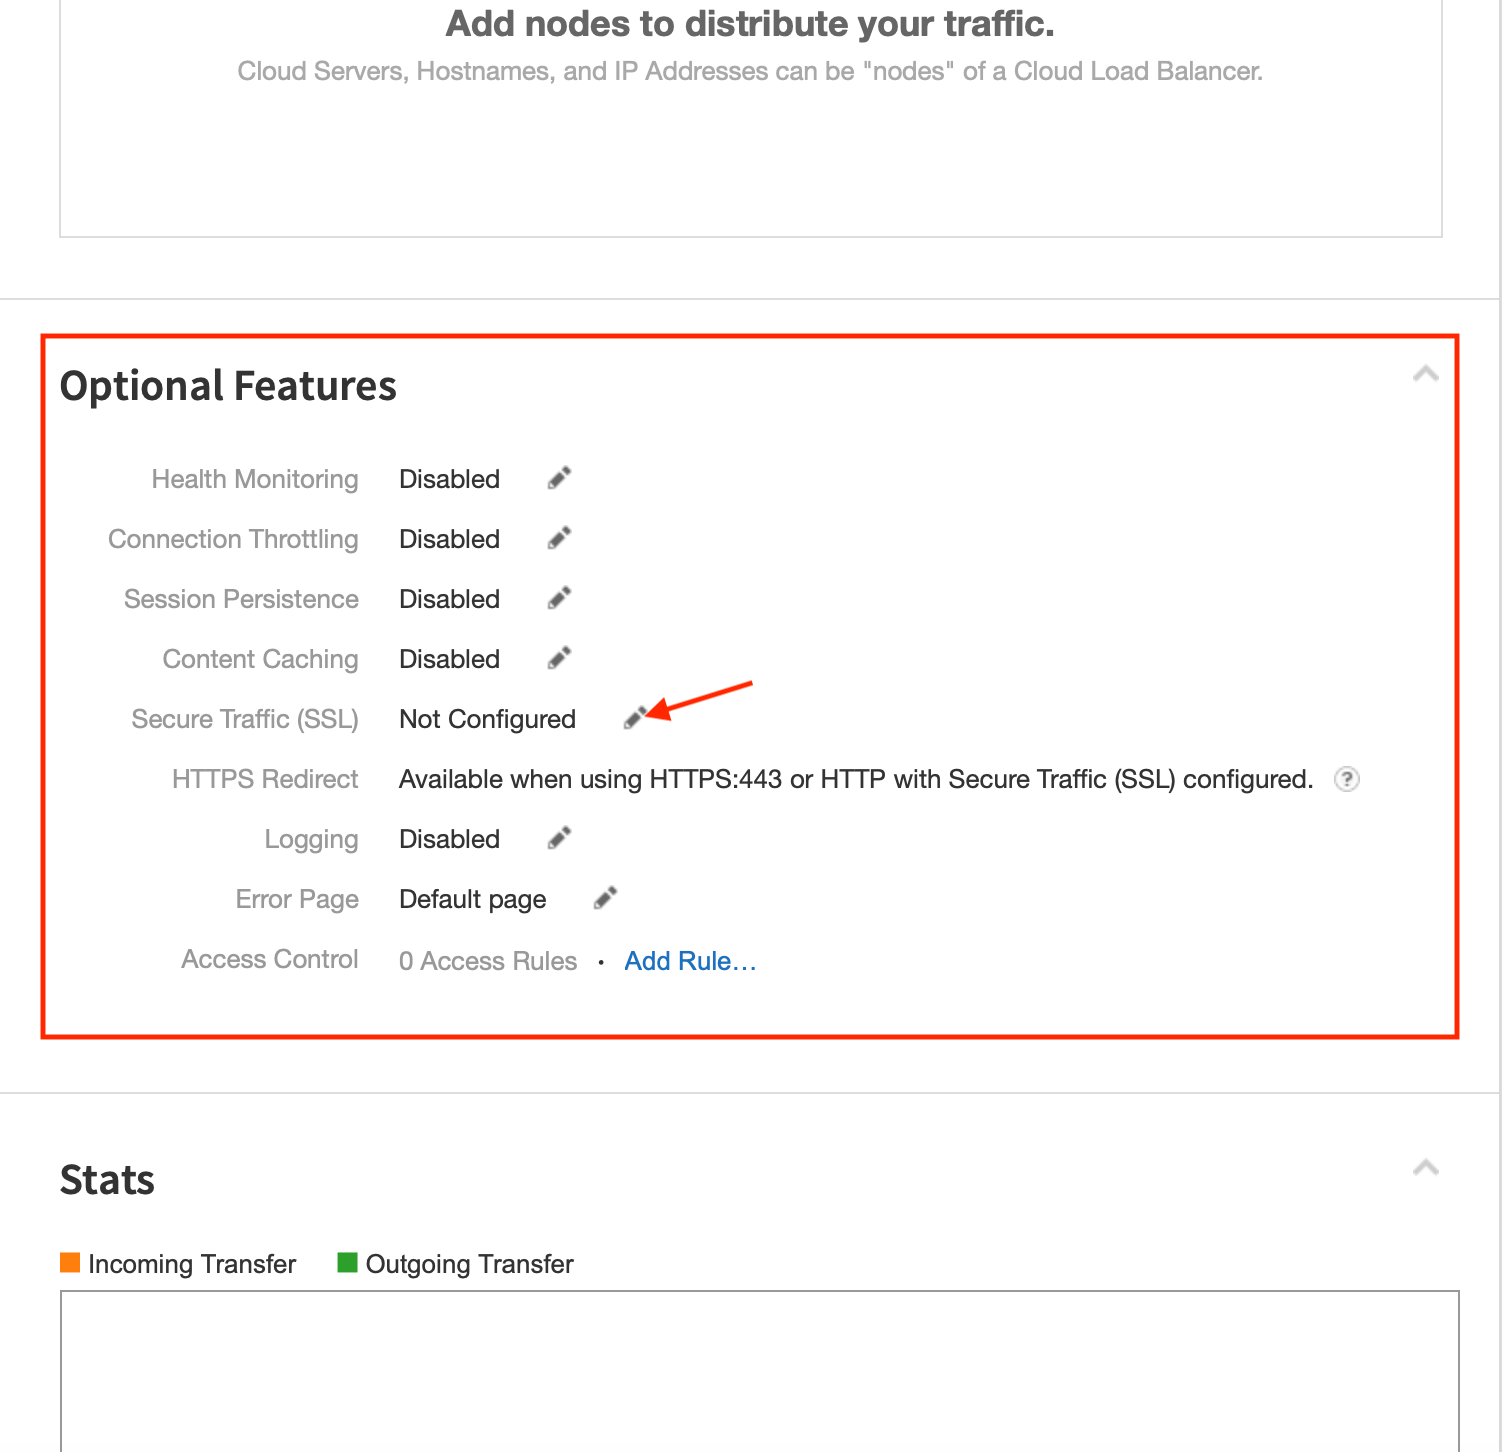 Add nodes to distribute your traffic.
Cloud Servers, Hostnames, and IP Addresses can be "nodes" of a Cloud Load Balancer.
Optional Features
Health Monitoring Disabled
Connection Throttling Disabled
Session Persistence Disabled
Content Caching Disabled
Secure Traffic (SSL) Not Configured
HTTPS Redirect Available when using HTTPS:443 or HTTP with Secure Traffic (SSL) configured. ?
Logging Disabled
Error Page Default page
Access Control 0 Access Rules · Add Rule…
Stats
Incoming Transfer Outgoing Transfer